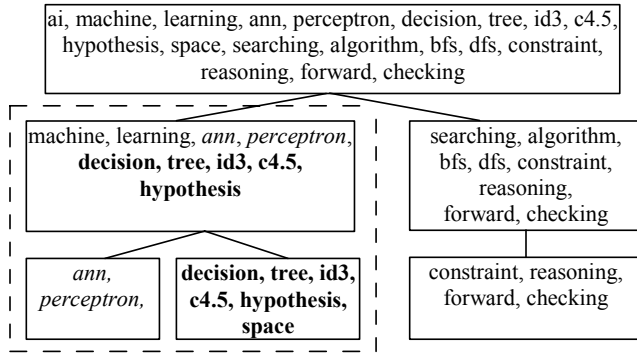 ai, machine, learning, ann, perceptron, decision, tree, id3, c4.5,
hypothesis, space, searching, algorithm, bfs, dfs, constraint,
reasoning, forward, checking
machine, learning, ann, perceptron,
decision, tree, id3, c4.5,
hypothesis
searching, algorithm,
bfs, dfs, constraint,
reasoning,
forward, checking
ann,
perceptron,
decision, tree, id3,
c4.5, hypothesis,
space
constraint, reasoning,
forward, checking